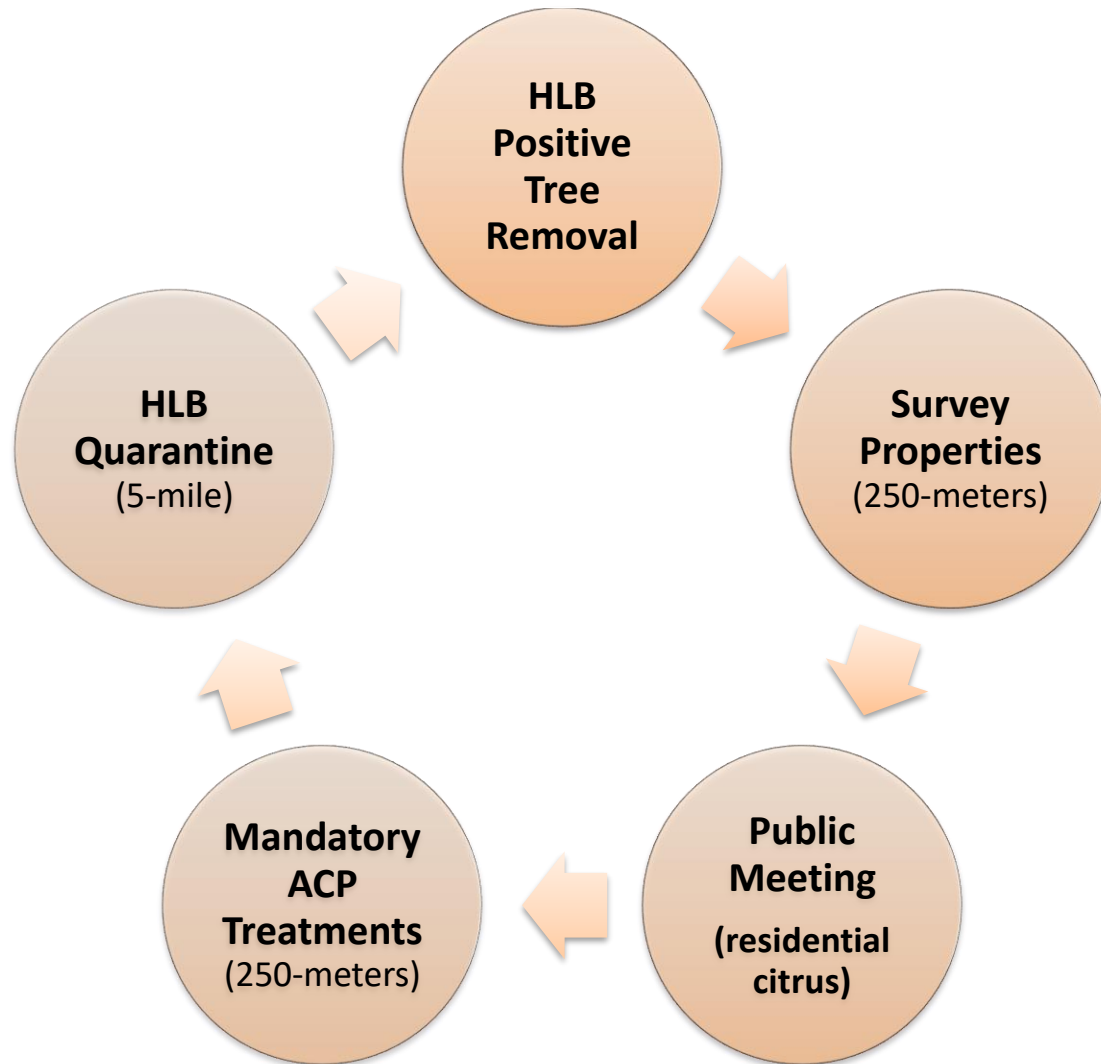 HLB
Positive
Tree
Removal
Survey
Properties
(250-meters)
Public
Meeting
(residential
citrus)
Mandatory
ACP
Treatments
(250-meters)
HLB
Quarantine
(5-mile)